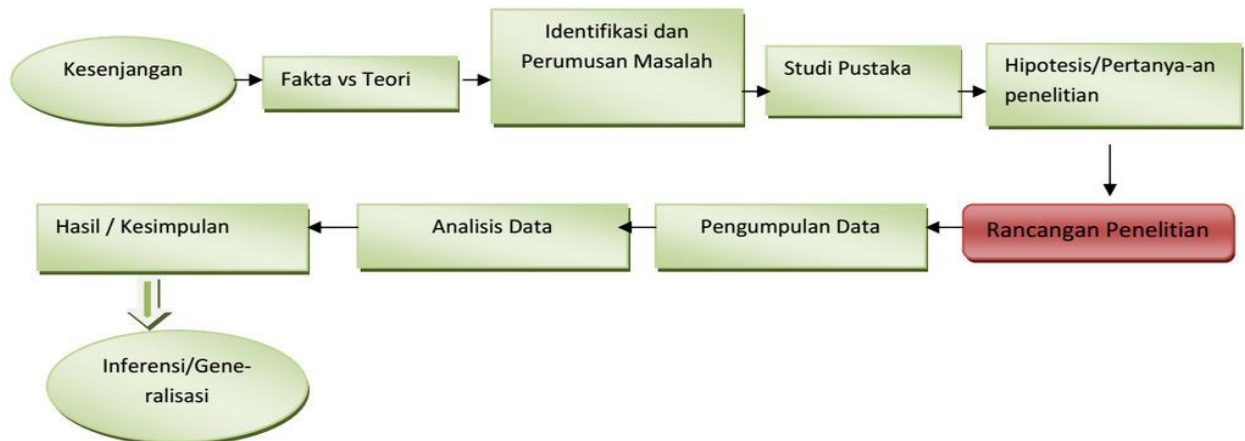 Kesenjangan
Fakta vs Teori
Identifikasi dan
Perumusan Masalah
Studi Pustaka
Hipotesis/Pertanya-an
penelitian
Rancangan Penelitian
Pengumpulan Data
Analisis Data
Hasil / Kesimpulan
Inferensi/Gene-
ralisasi